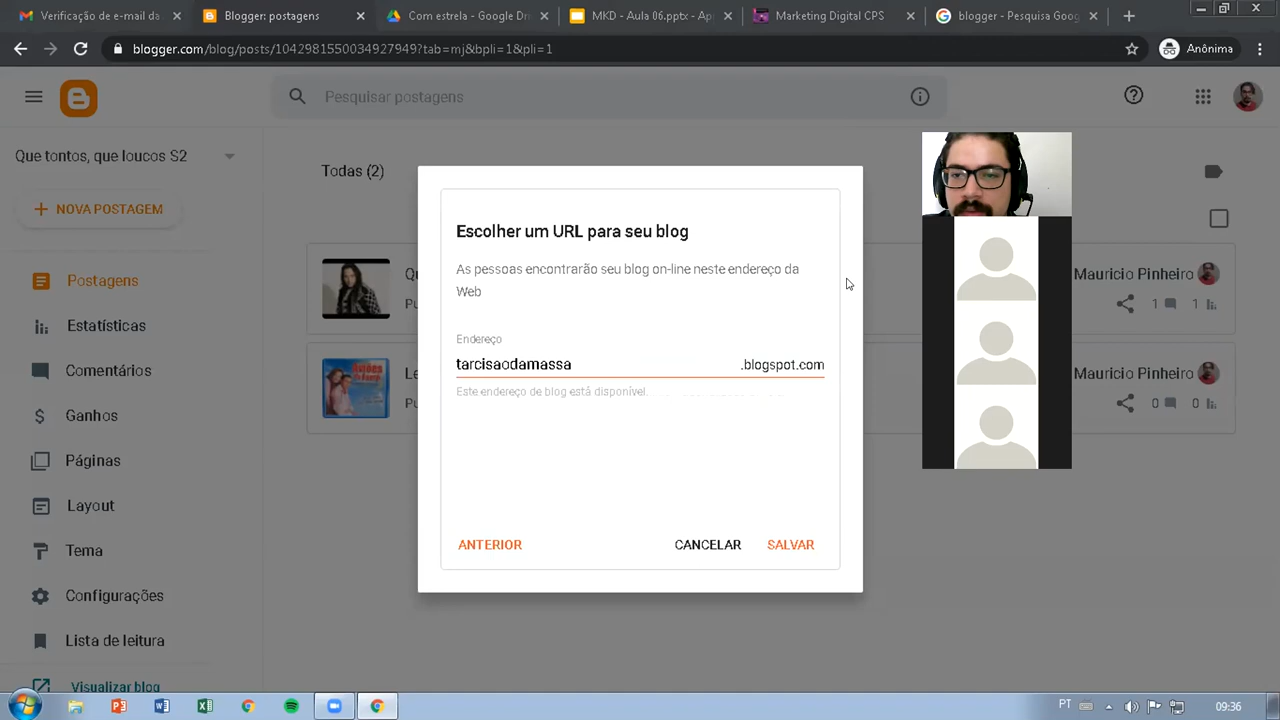 Verificação de e-mail da
Blogger: postagens
Com estrela - Google Dri
MKD - Aula 06.pptx - Ap
Marketing Digital CPS
blogger - Pesquisa Goog
blogger.com/blog/posts/1042981550034927949?tab=mj&bpli=1&pli=1
Anônima
Pesquisar postagens
Que tontos, que loucos S2
Todas (2)
NOVA POSTAGEM
Postagens
Estatísticas
Comentários
Ganhos
Páginas
Layout
Tema
Configurações
Lista de leitura
Visualizar blog
Mauricio Pinheiro
1 1
Mauricio Pinheiro
0 0
Escolher um URL para seu blog
As pessoas encontrarão seu blog on-line neste endereço da
Web
Endereço
tarcisaodamassa .blogspot.com
Este endereço de blog está disponível.
ANTERIOR CANCELAR SALVAR
PT 09:36